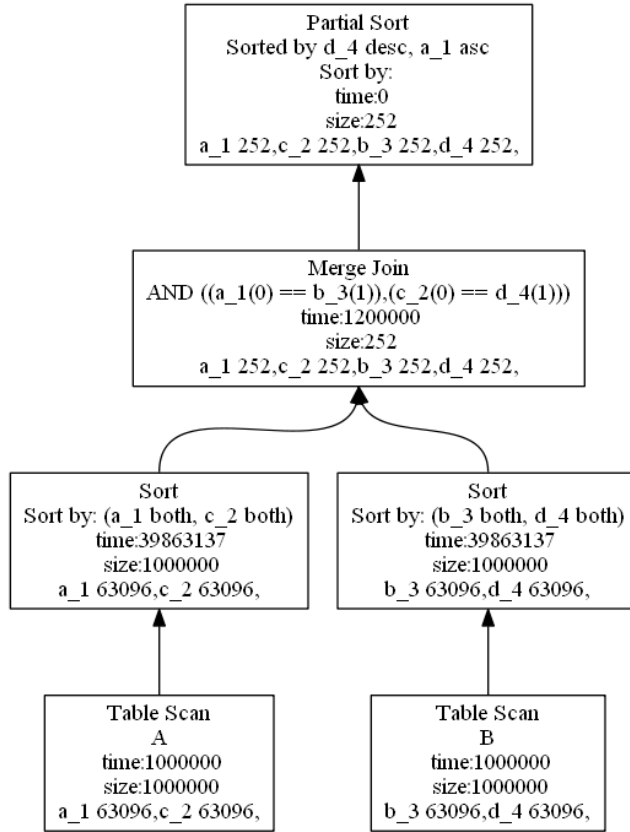 Partial Sort
Sorted by d_4 desc, a_1 asc
Sort by:
time:0
size:252
a_1 252,c_2 252,b_3 252,d_4 252,
Merge Join
AND ((a_1(0) == b_3(1)),(c_2(0) == d_4(1)))
time:1200000
size:252
a_1 252,c_2 252,b_3 252,d_4 252,
Sort
Sort by: (a_1 both, c_2 both)
time:39863137
size:1000000
a_1 63096,c_2 63096,
Sort
Sort by: (b_3 both, d_4 both)
time:39863137
size:1000000
b_3 63096,d_4 63096,
Table Scan
A
time:1000000
size:1000000
a_1 63096,c_2 63096,
Table Scan
B
time:1000000
size:1000000
b_3 63096,d_4 63096,